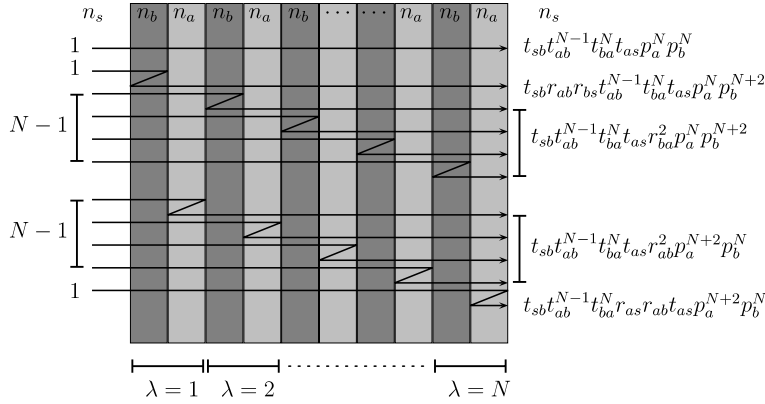 n_s n_b n_a n_b n_a n_b ··· ··· n_a n_b n_a n_s
1 t_{sb}t_{ab}^{N-1}t_{ba}^{N}t_{as}p_a^{N}p_b^{N}
1 t_{sb}r_{ab}r_{bs}t_{ab}^{N-1}t_{ba}^{N}t_{as}p_a^{N}p_b^{N+2}
N − 1 t_{sb}t_{ab}^{N-1}t_{ba}^{N}t_{as}r_{ba}^{2}p_a^{N}p_b^{N+2}
N − 1 t_{sb}t_{ab}^{N-1}t_{ba}^{N}t_{as}r_{ab}^{2}p_a^{N+2}p_b^{N}
1 t_{sb}t_{ab}^{N-1}t_{ba}^{N}r_{as}r_{ab}t_{as}p_a^{N+2}p_b^{N}
λ = 1 λ = 2 λ = N